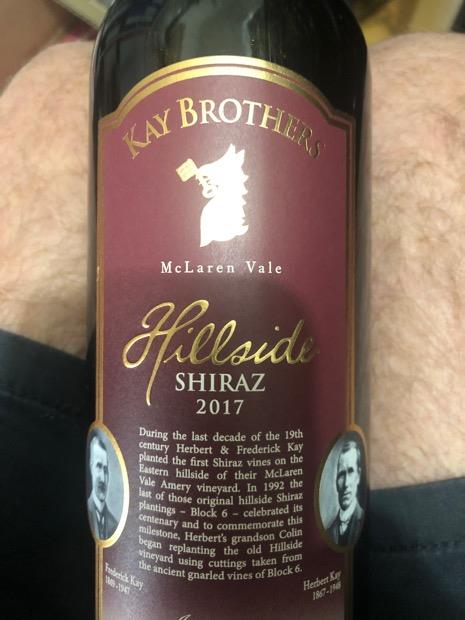 KAY BROTHERS
McLaren Vale
Hillside
SHIRAZ
2017
During the last decade of the 19th
century Herbert & Frederick Kay
planted the first Shiraz vines on the
Eastern hillside of their McLaren
Vale Amery vineyard. In 1992 the
last of those original hillside Shiraz
plantings – Block 6 – celebrated its
centenary and to commemorate this
milestone, Herbert's grandson Colin
began replanting the old Hillside
vineyard using cuttings taken from
the ancient gnarled vines of Block 6.
Frederick Kay
1869-1947
Herbert Kay
1867-1948